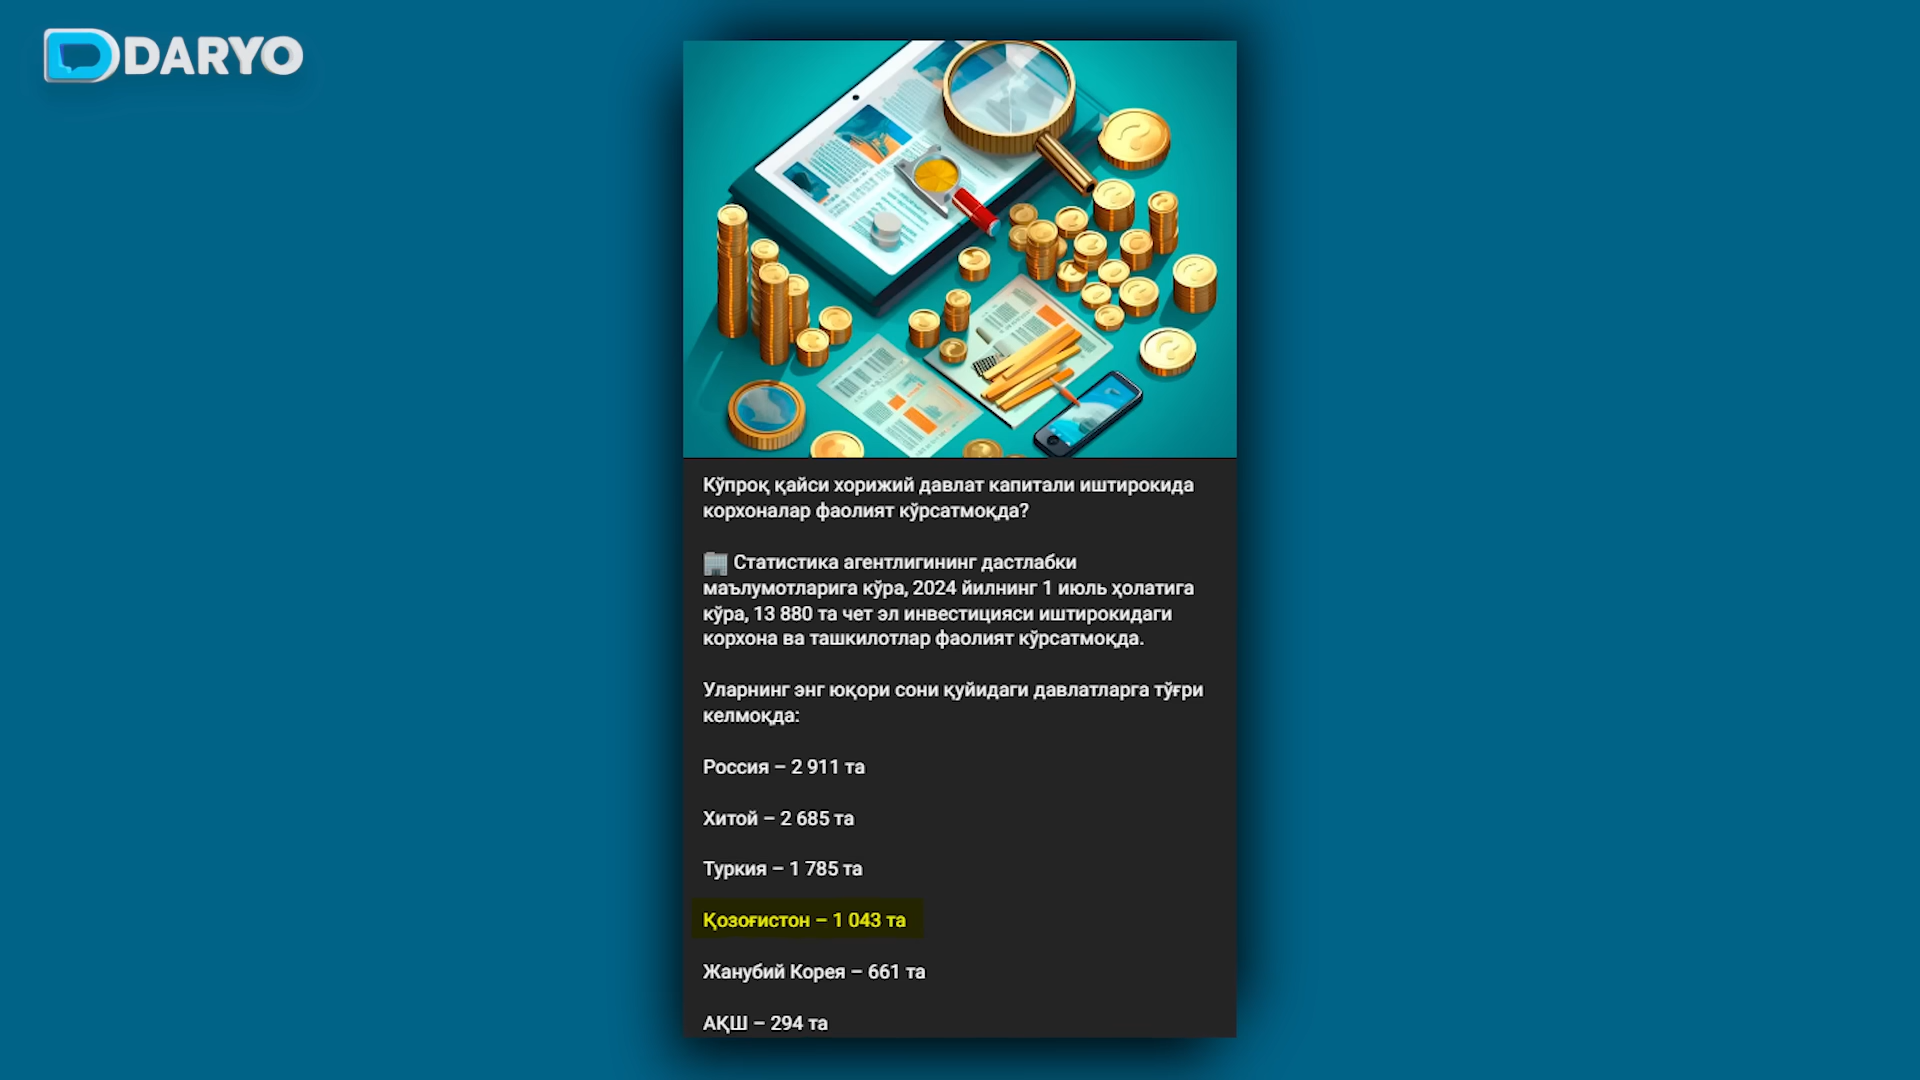 DARYO
Кўпроқ қайси хорижий давлат капитали иштирокида
корхоналар фаолият кўрсатмоқда?
Статистика агентлигининг дастлабки
маълумотларига кўра, 2024 йилнинг 1 июль ҳолатига
кўра, 13 880 та чет эл инвестицияси иштирокидаги
корхона ва ташкилотлар фаолият кўрсатмоқда.
Уларнинг энг юқори сони қуйидаги давлатларга тўғри
келмоқда:
Россия – 2 911 та
Хитой – 2 685 та
Туркия – 1 785 та
Қозоғистон – 1 043 та
Жанубий Корея – 661 та
АҚШ – 294 та